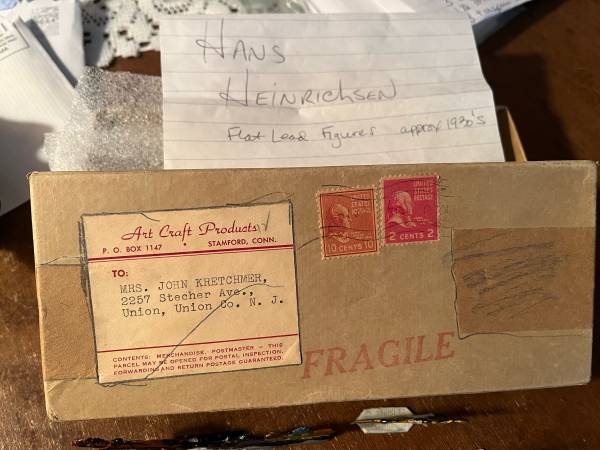 HANS
HEINRICHSEN
Flat Lead Figures approx 1930's
UNITED
STATES
POSTAGE
10 CENTS 10
UNITED
STATES
POSTAGE
2 CENTS 2
Art Craft Products
P. O. BOX 1147 STAMFORD, CONN.
TO:
MRS. JOHN KRETCHMER,
2257 Stecher Ave.,
Union, Union Co. N. J.
CONTENTS: MERCHANDISE. POSTMASTER – THIS
PARCEL MAY BE OPENED FOR POSTAL INSPECTION.
FORWARDING AND RETURN POSTAGE GUARANTEED.
FRAGILE